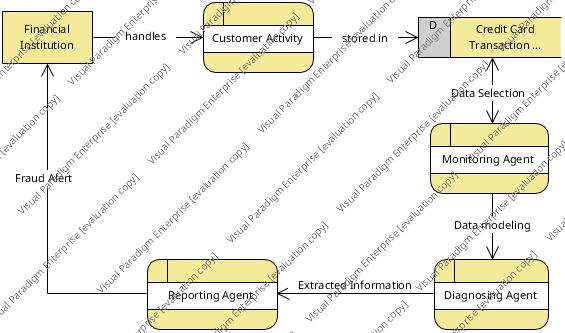 Financial
Institution
handles
Customer Activity
stored in
D
Credit Card
Transaction ...
Data Selection
Monitoring Agent
Data modeling
Diagnosing Agent
Extracted Information
Reporting Agent
Fraud Alert
Visual Paradigm Enterprise [evaluation copy]